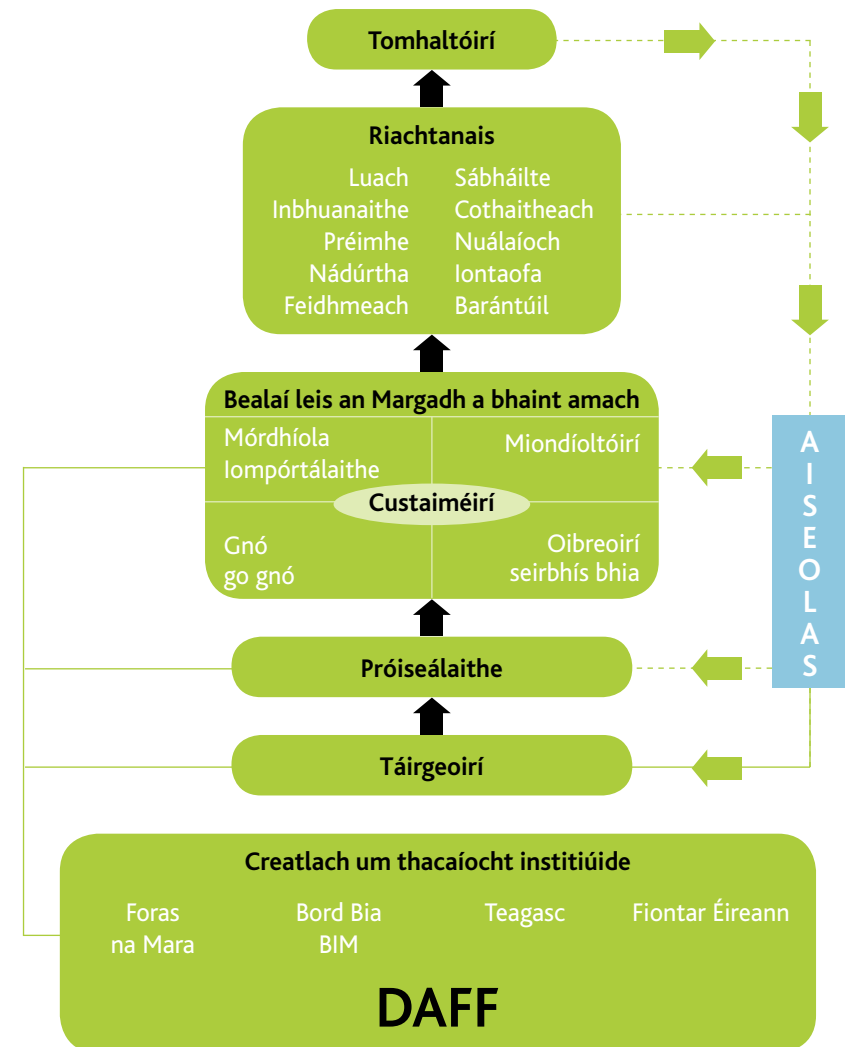 Tomhaltóirí
Riachtanais
Luach
Inbhuanaithe
Préimhe
Nádúrtha
Feidhmeach
Sábháilte
Cothaitheach
Nuálaíoch
Iontaofa
Barántúil
Bealaí leis an Margadh a bhaint amach
Mórdhíola
Iompórtálaithe
Miondíoltóirí
Custaiméirí
Gnó
go gnó
Oibreoirí
seirbhís bhia
AISEOLAS
Próiseálaithe
Táirgeoirí
Creatlach um thacaíocht institiúide
Foras
na Mara
Bord Bia
BIM
Teagasc
Fiontar Éireann
DAFF